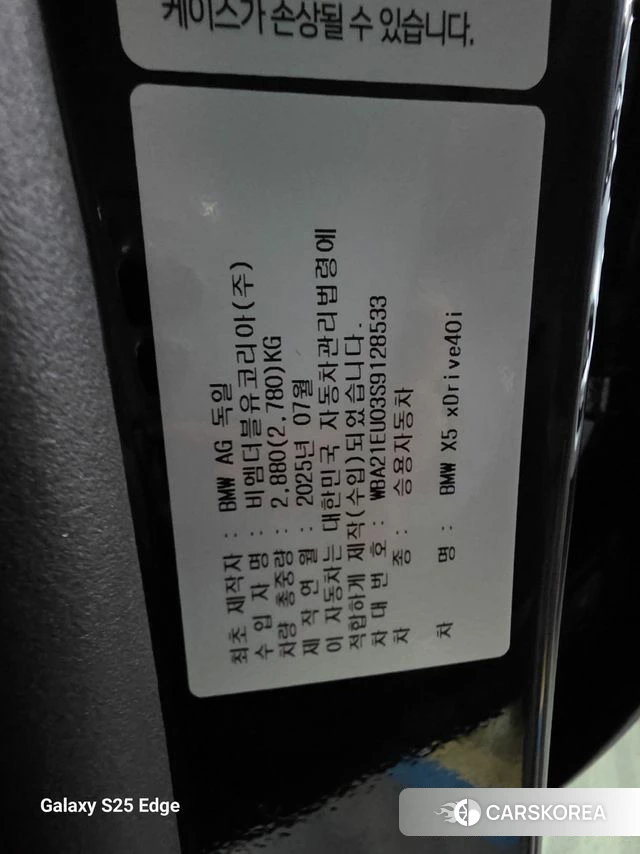 케이스가 손상될 수 있습니다.
최초 제작자 : BMW AG 독일
수 입 자 명 : 비엠더블유코리아(주)
차량 총중량 : 2,880(2,780)KG
제 작 연 월 : 2025년 07월
이 자동차는 대한민국 자동차관리법령에
적합하게 제작(수입)되었습니다.
차 대 번 호 : WBA21EU03S9128533
차 종 : 승용자동차
차 명 : BMW X5 xDrive40i
Galaxy S25 Edge
CARSKOREA